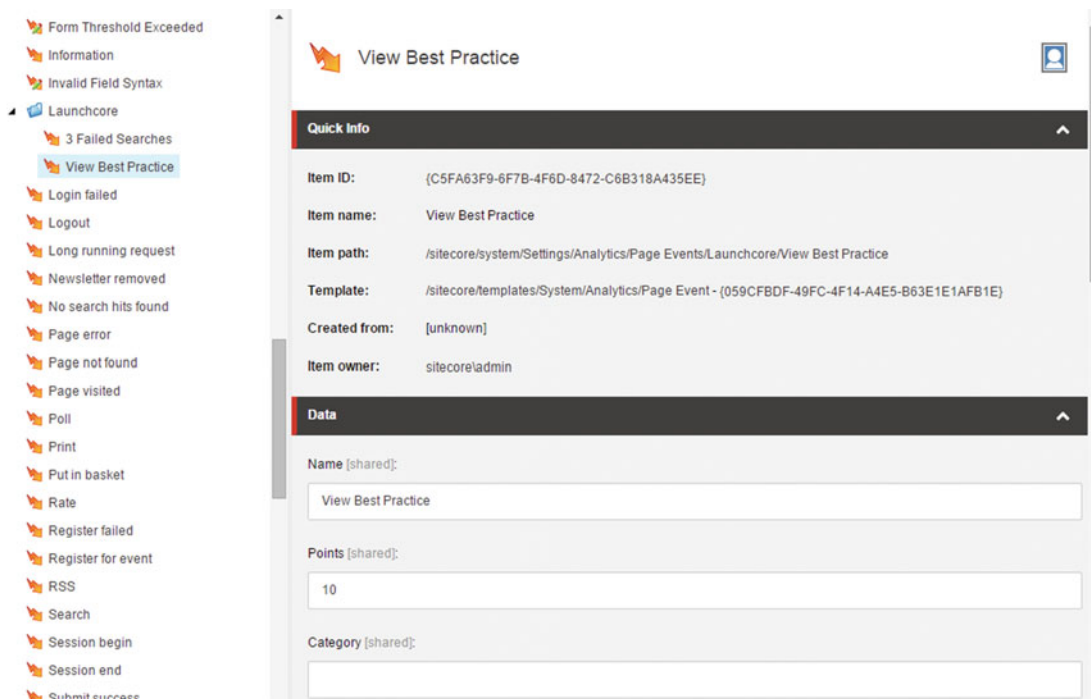 Form Threshold Exceeded
Information
Invalid Field Syntax
Launchcore
3 Failed Searches
View Best Practice
Login failed
Logout
Long running request
Newsletter removed
No search hits found
Page error
Page not found
Page visited
Poll
Print
Put in basket
Rate
Register failed
Register for event
RSS
Search
Session begin
Session end
Submit success
View Best Practice
Quick Info
Item ID: {C5FA63F9-6F7B-4F6D-8472-C6B318A435EE}
Item name: View Best Practice
Item path: /sitecore/system/Settings/Analytics/Page Events/Launchcore/View Best Practice
Template: /sitecore/templates/System/Analytics/Page Event - {059CFBDF-49FC-4F14-A4E5-B63E1E1AFB1E}
Created from: [unknown]
Item owner: sitecore\admin
Data
Name [shared]:
View Best Practice
Points [shared]:
10
Category [shared]: